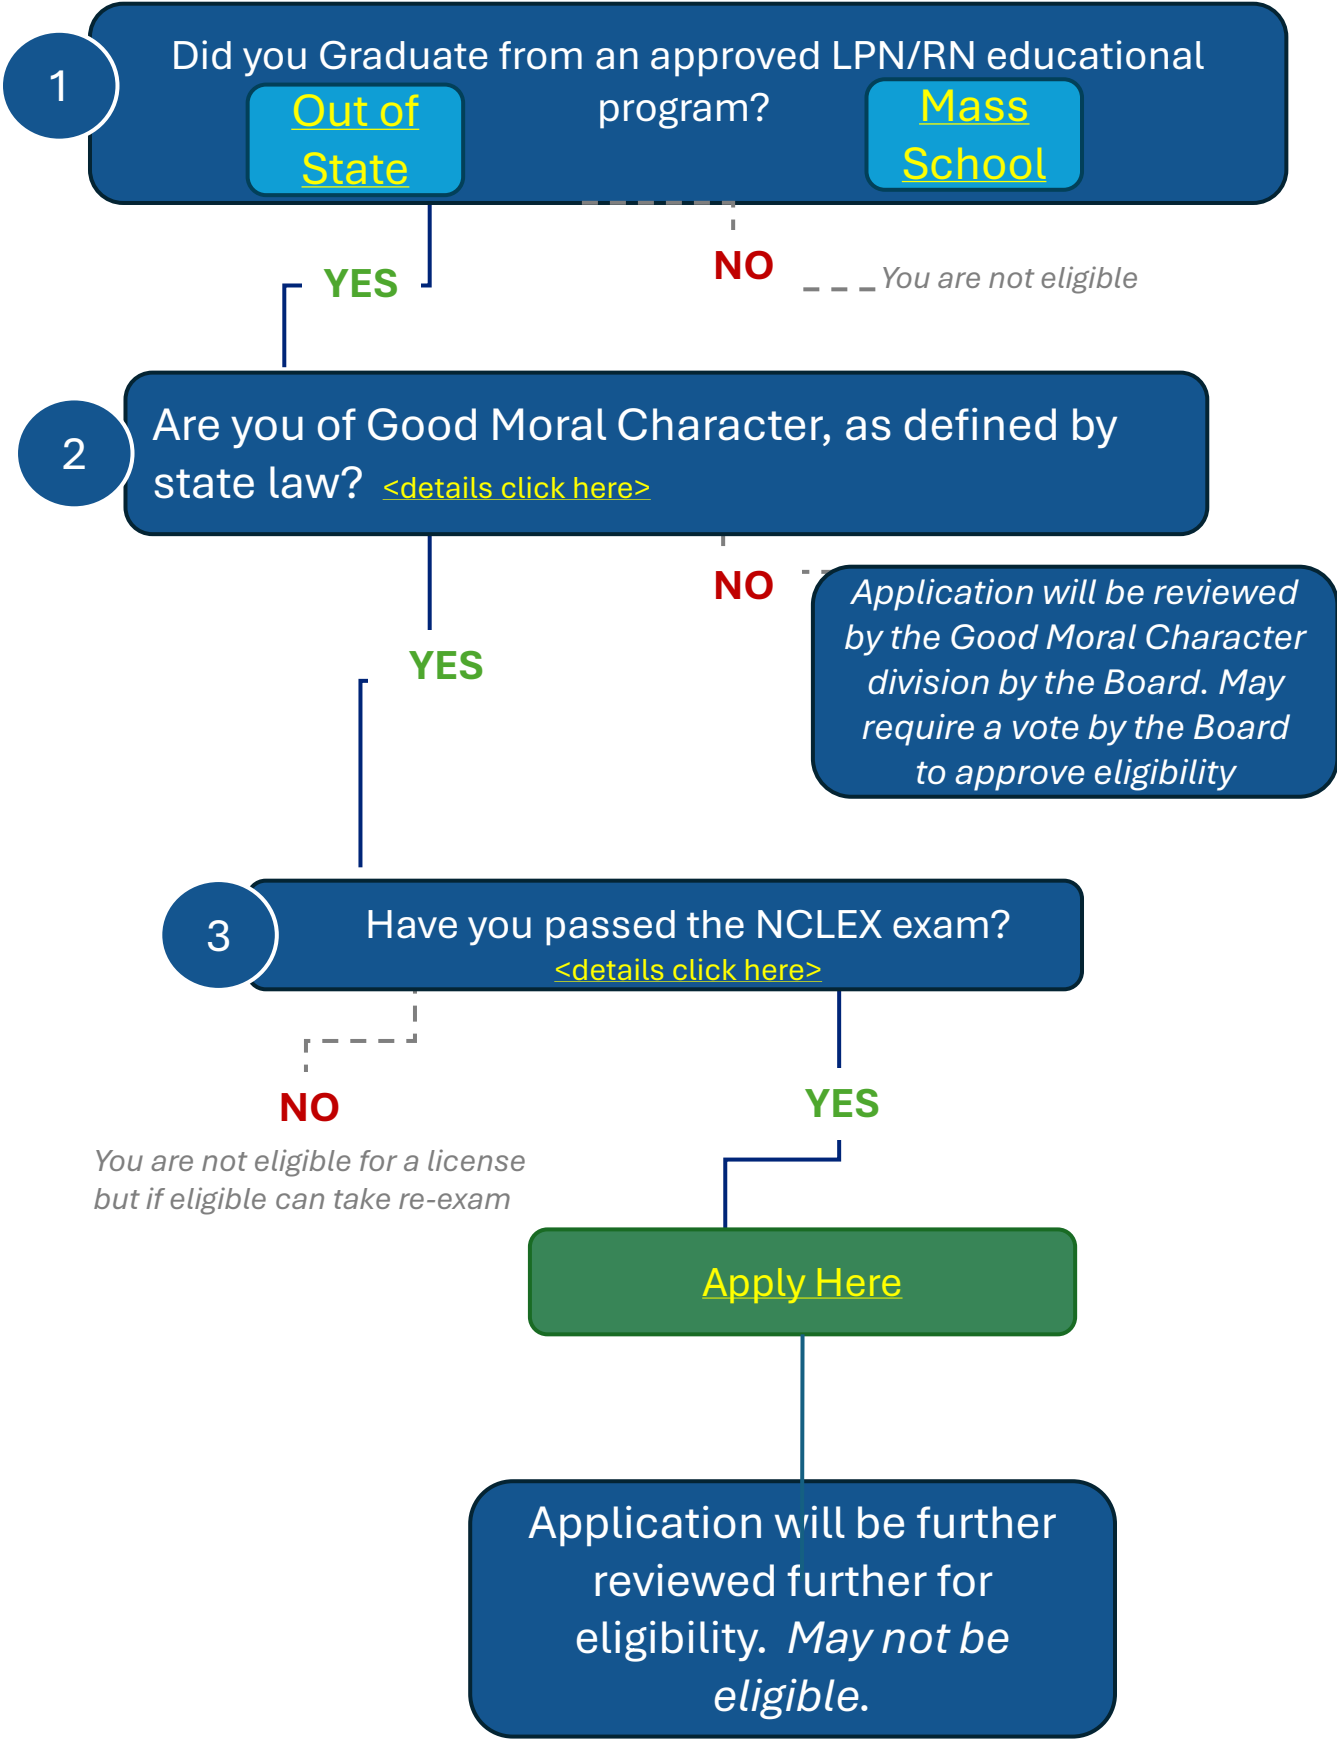 1
Did you Graduate from an approved LPN/RN educational
program?
Out of
State
Mass
School
YES
NO
You are not eligible
2
Are you of Good Moral Character, as defined by
state law? <details click here>
NO
YES
Application will be reviewed
by the Good Moral Character
division by the Board. May
require a vote by the Board
to approve eligibility
3
Have you passed the NCLEX exam?
<details click here>
NO
You are not eligible for a license
but if eligible can take re-exam
YES
Apply Here
Application will be further
reviewed further for
eligibility. May not be
eligible.